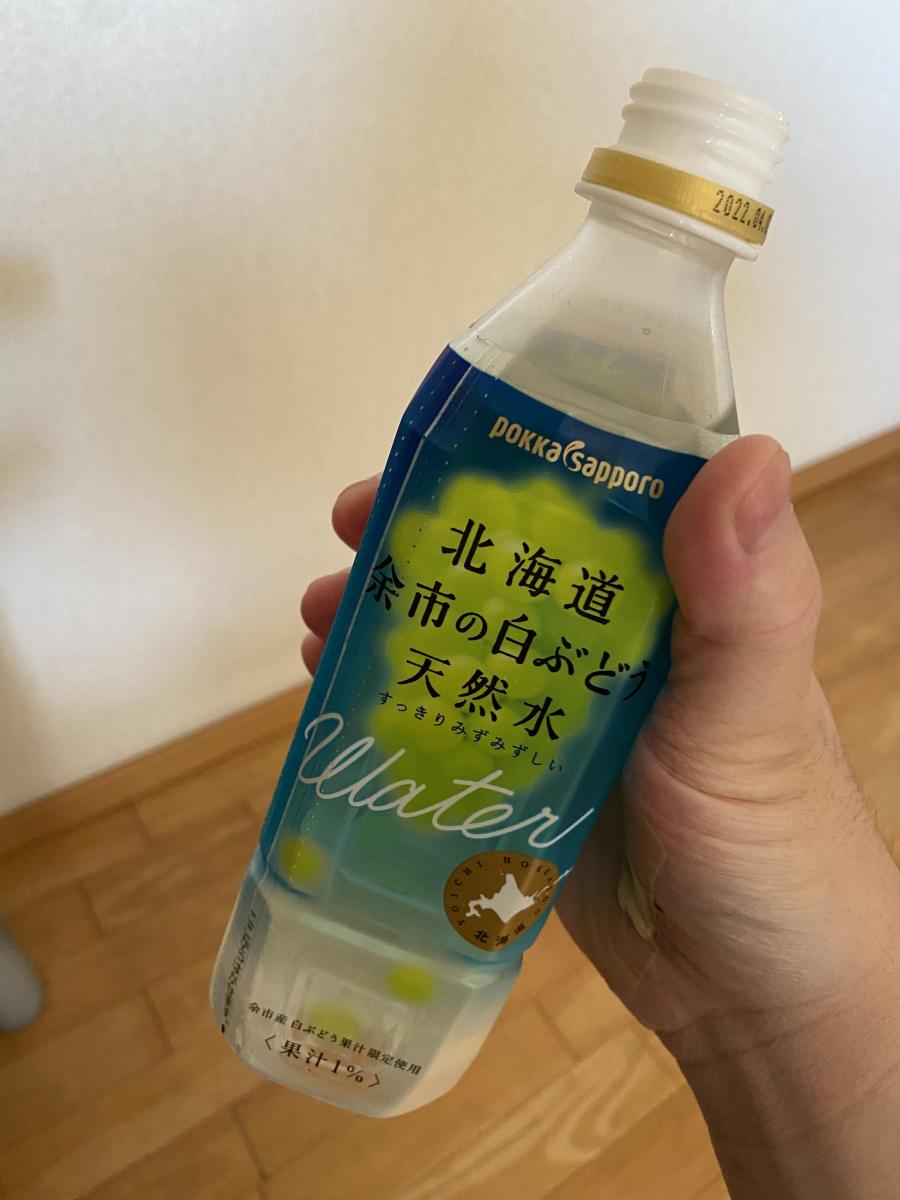 2022.04.
POKKA SAPPORO
北海道
余市の白ぶどう
天然水
すっきりみずみずしい
Water
YOICHI HOKKAIDO
北海道
余市産白ぶどう果汁限定使用
〈果汁1%〉